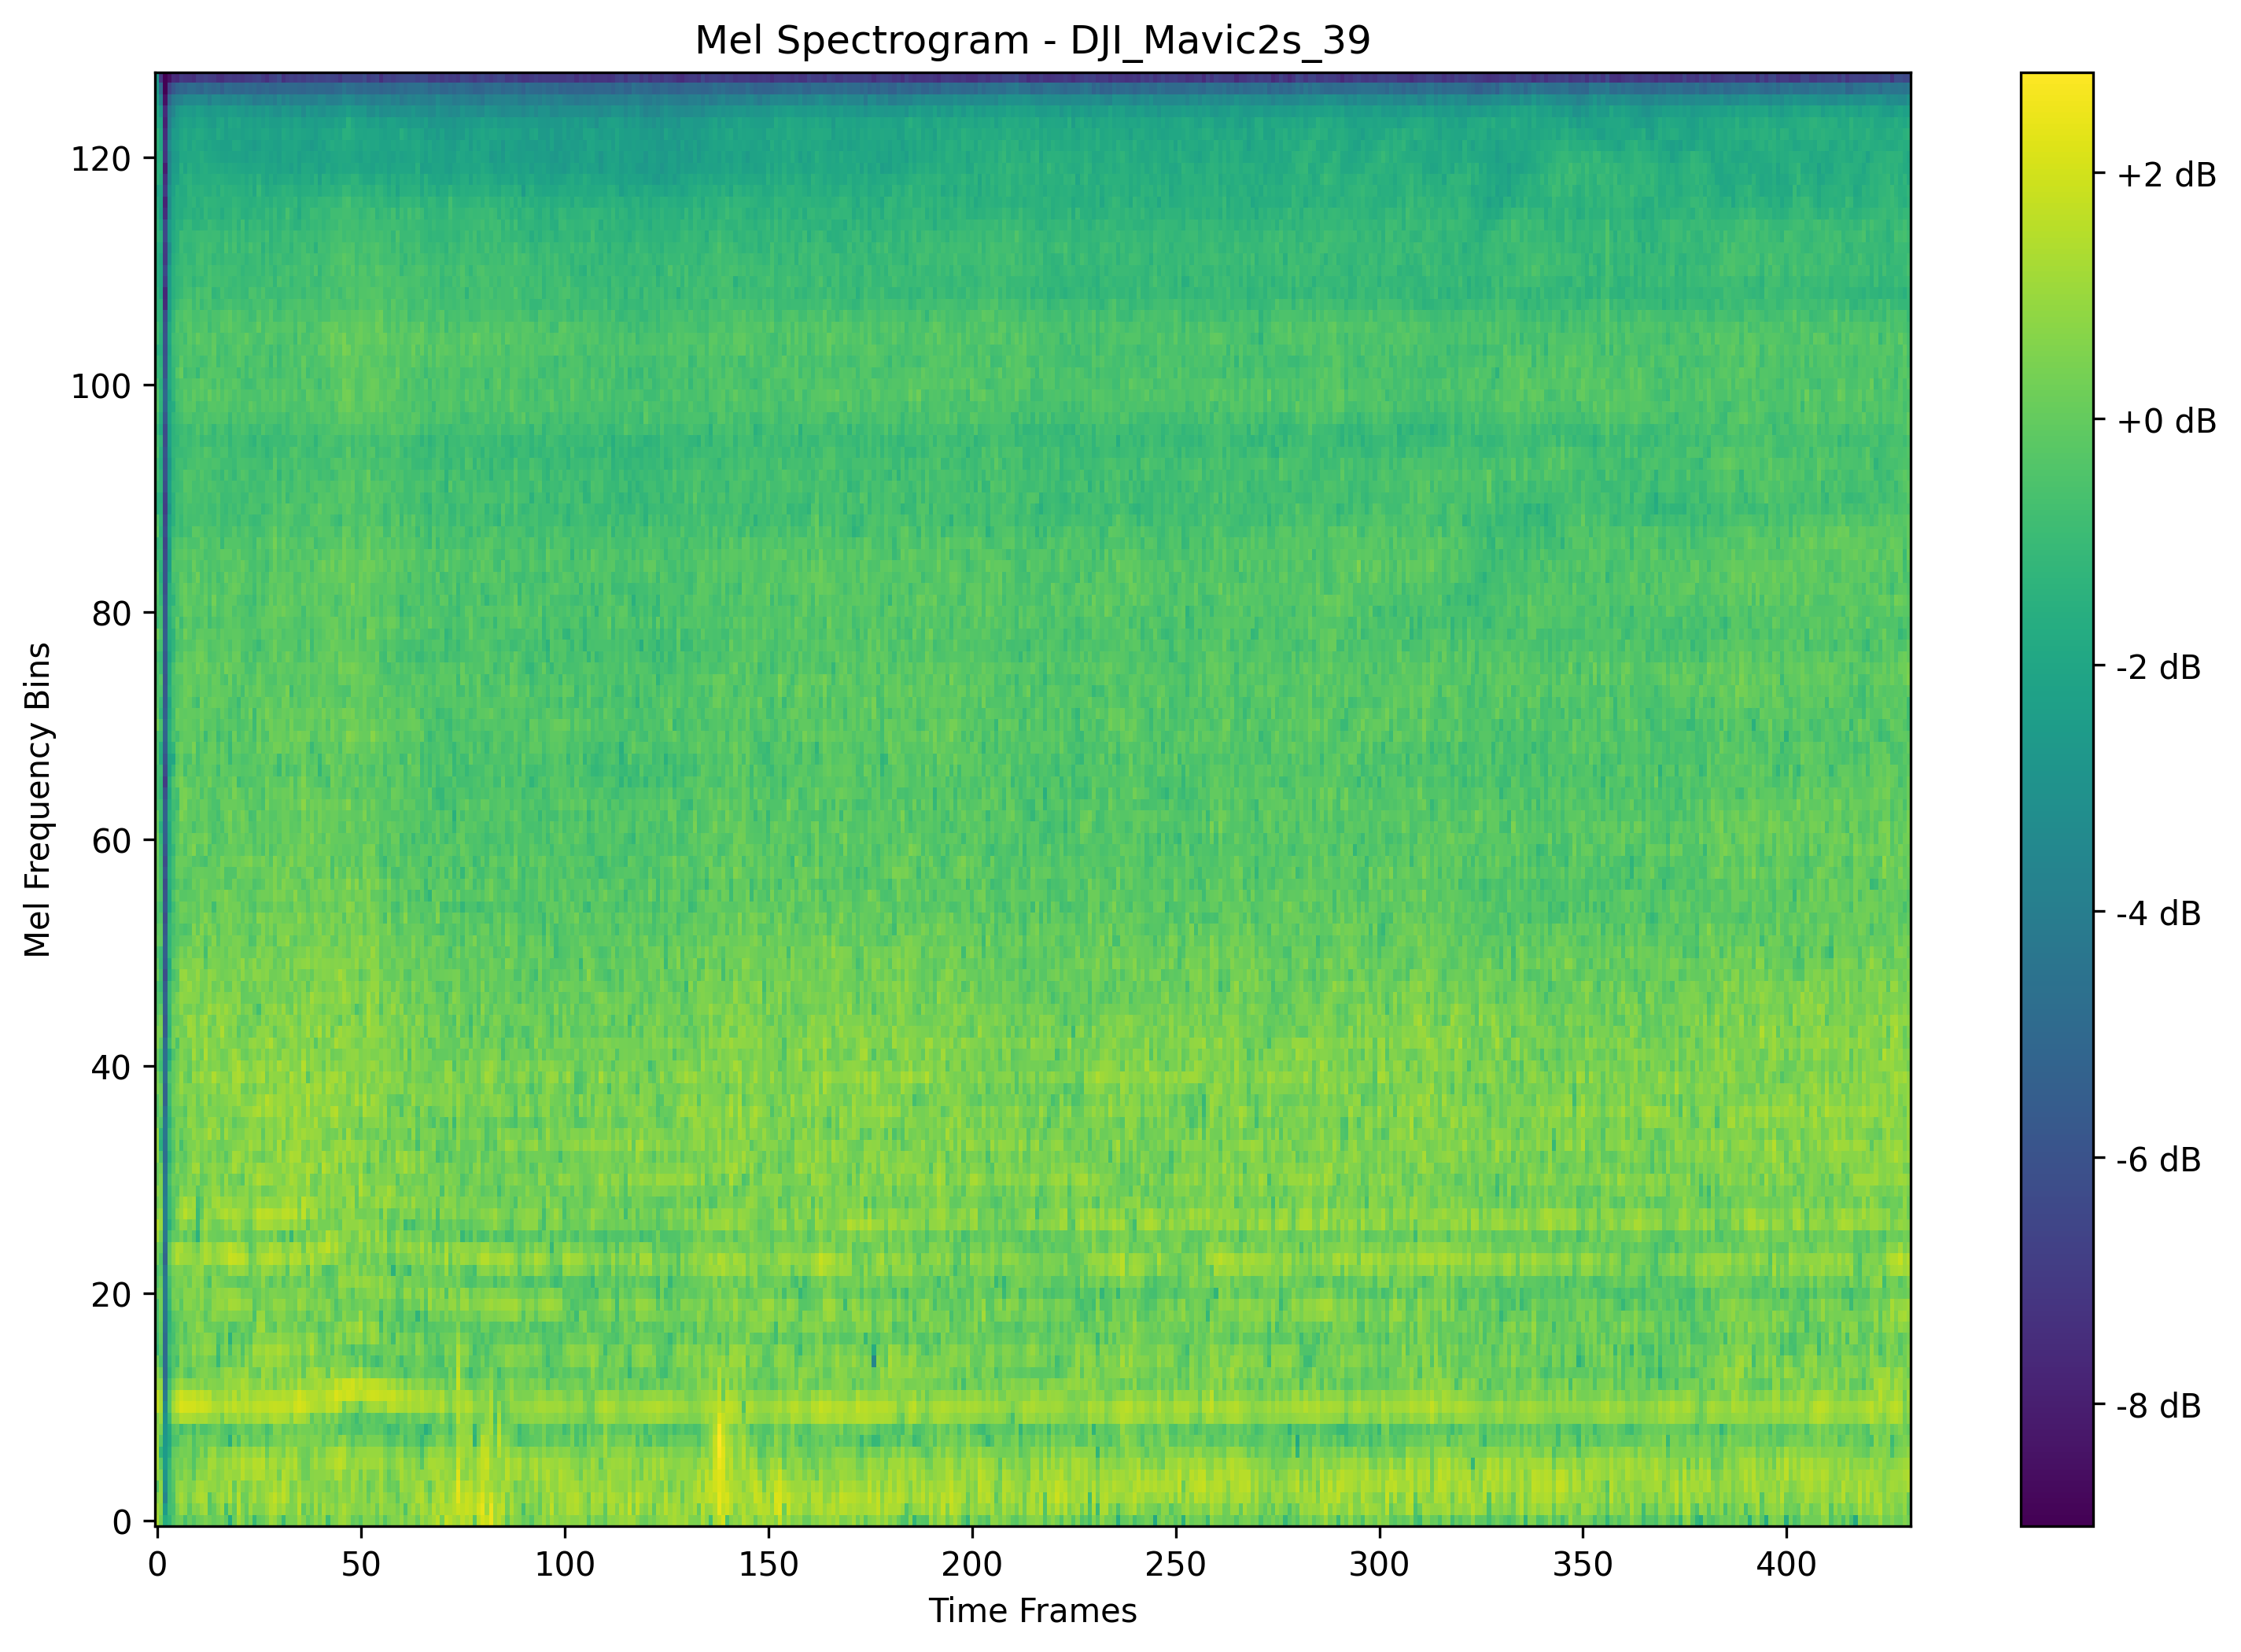 Mel Spectrogram - DJI_Mavic2s_39
Mel Frequency Bins
120
100
80
60
40
20
0
0 50 100 150 200 250 300 350 400
Time Frames
+2 dB
+0 dB
-2 dB
-4 dB
-6 dB
-8 dB